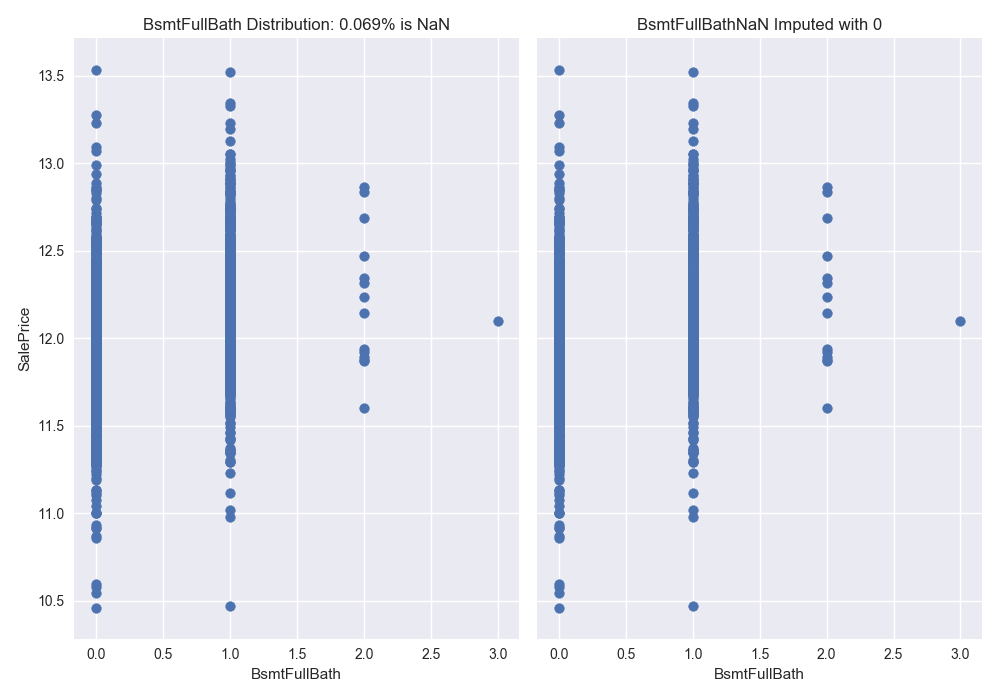 BsmtFullBath Distribution: 0.069% is NaN
BsmtFullBathNaN Imputed with 0
13.5
13.0
12.5
12.0
11.5
11.0
10.5
SalePrice
0.0 0.5 1.0 1.5 2.0 2.5 3.0
0.0 0.5 1.0 1.5 2.0 2.5 3.0
BsmtFullBath
BsmtFullBath